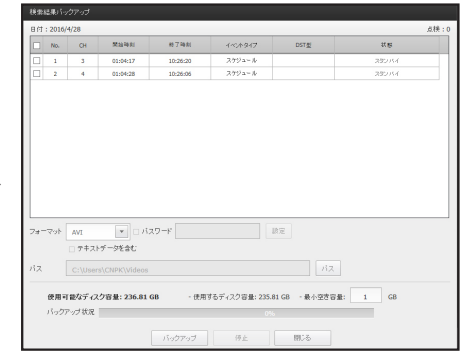 検索結果バックアップ
日付 : 2016/4/28 点検 : 0
No. CH 開始時刻 終了時刻 イベントタイプ DST型 状態
1 3 01:04:17 10:26:20 スケジュール スタンバイ
2 4 01:04:28 10:26:06 スケジュール スタンバイ
フォーマット AVI パスワード 設定
テキストデータを含む
パス C:\Users\CNPK\Videos パス
使用可能なディスク容量: 236.81 GB ・使用するディスク容量: 235.81 GB ・最小空き容量: 1 GB
バックアップ状況 0%
バックアップ 停止 閉じる